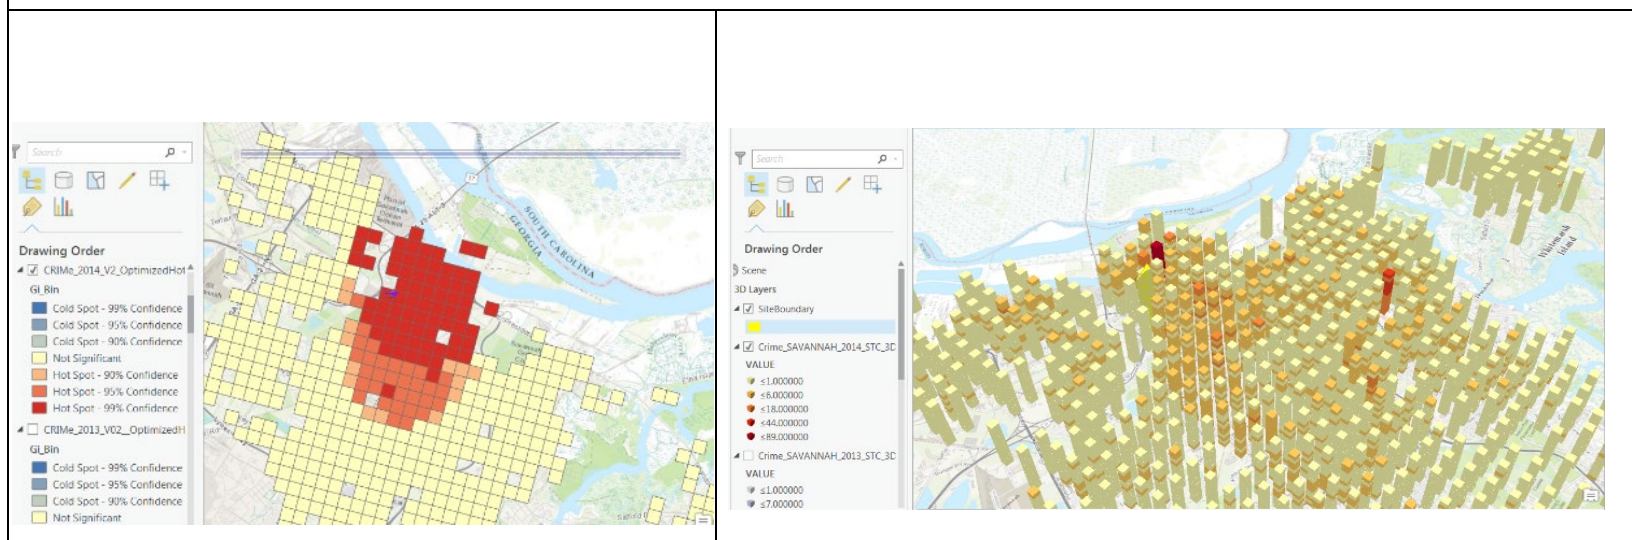 Search
Drawing Order
CRIMe_2014_V2_OptimizedHot
GI_Bin
Cold Spot - 99% Confidence
Cold Spot - 95% Confidence
Cold Spot - 90% Confidence
Not Significant
Hot Spot - 90% Confidence
Hot Spot - 95% Confidence
Hot Spot - 99% Confidence
CRIMe_2013_V02__OptimizedH
GI_Bin
Cold Spot - 99% Confidence
Cold Spot - 95% Confidence
Cold Spot - 90% Confidence
Not Significant
17
SOUTH CAROLINA
GEORGIA
Search
Drawing Order
Scene
3D Layers
SiteBoundary
Crime_SAVANNAH_2014_STC_3D
VALUE
≤1.000000
≤6.000000
≤18.000000
≤44.000000
≤89.000000
Crime_SAVANNAH_2013_STC_3D
VALUE
≤1.000000
≤7.000000
Whitemarsh
Island